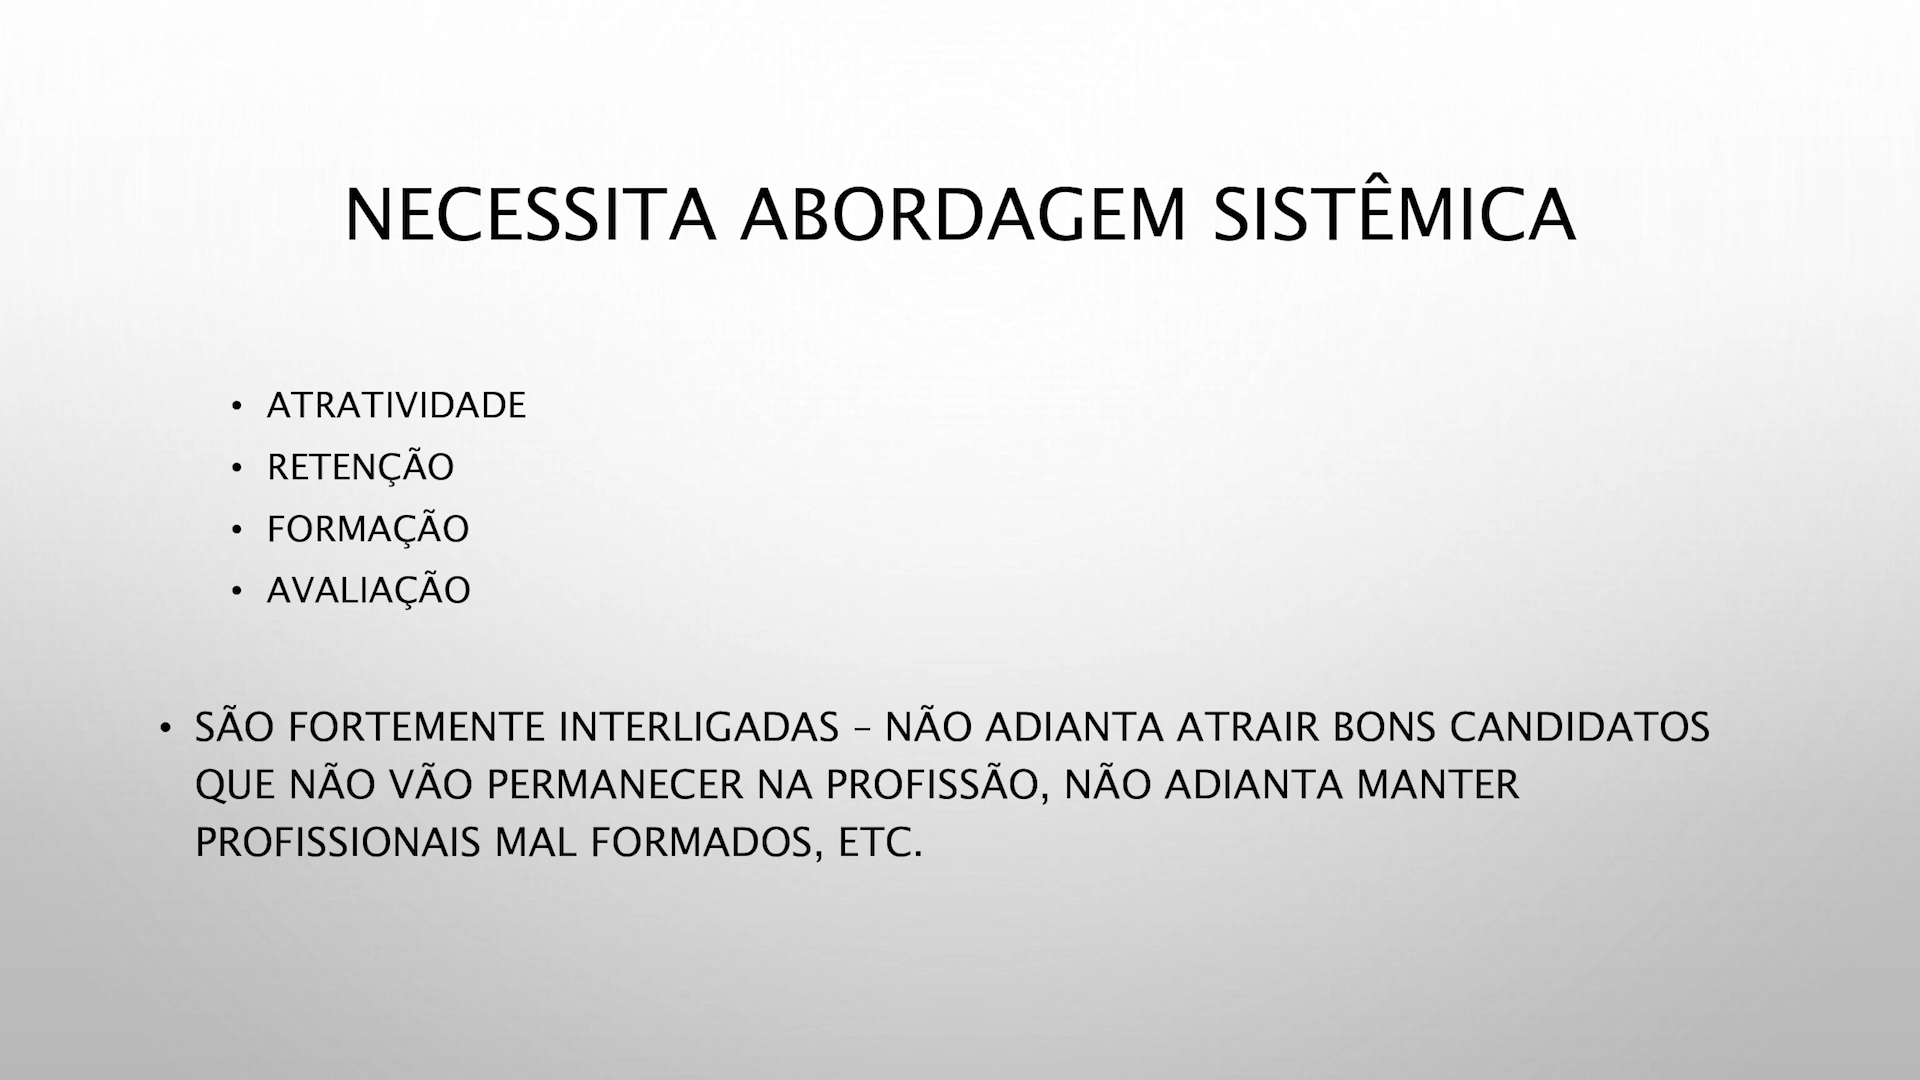 NECESSITA ABORDAGEM SISTÊMICA
• ATRATIVIDADE
• RETENÇÃO
• FORMAÇÃO
• AVALIAÇÃO
• SÃO FORTEMENTE INTERLIGADAS – NÃO ADIANTA ATRAIR BONS CANDIDATOS
QUE NÃO VÃO PERMANECER NA PROFISSÃO, NÃO ADIANTA MANTER
PROFISSIONAIS MAL FORMADOS, ETC.